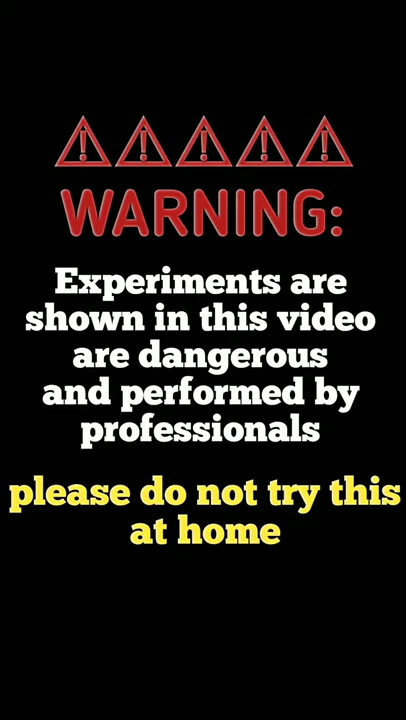 ⚠⚠⚠⚠⚠
WARNING:
Experiments are
shown in this video
are dangerous
and performed by
professionals
please do not try this
at home